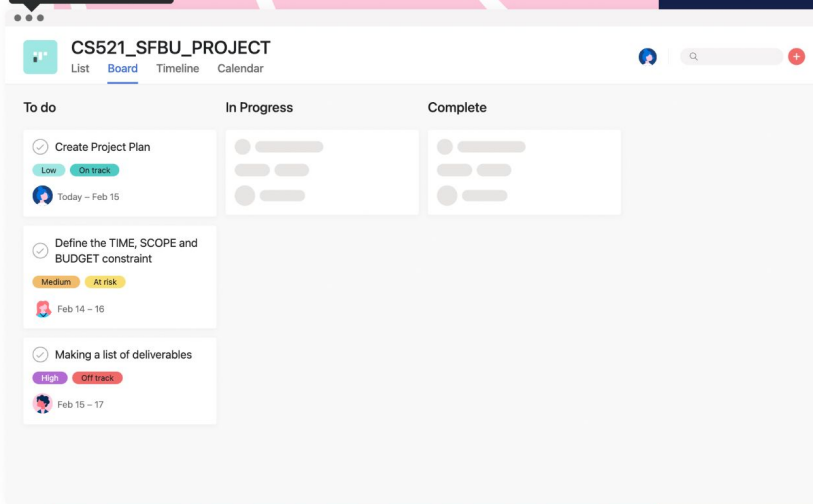 CS521_SFBU_PROJECT
List Board Timeline Calendar
To do
Create Project Plan
Low On track
Today – Feb 15
Define the TIME, SCOPE and
BUDGET constraint
Medium At risk
Feb 14 – 16
Making a list of deliverables
High Off track
Feb 15 – 17
In Progress
Complete